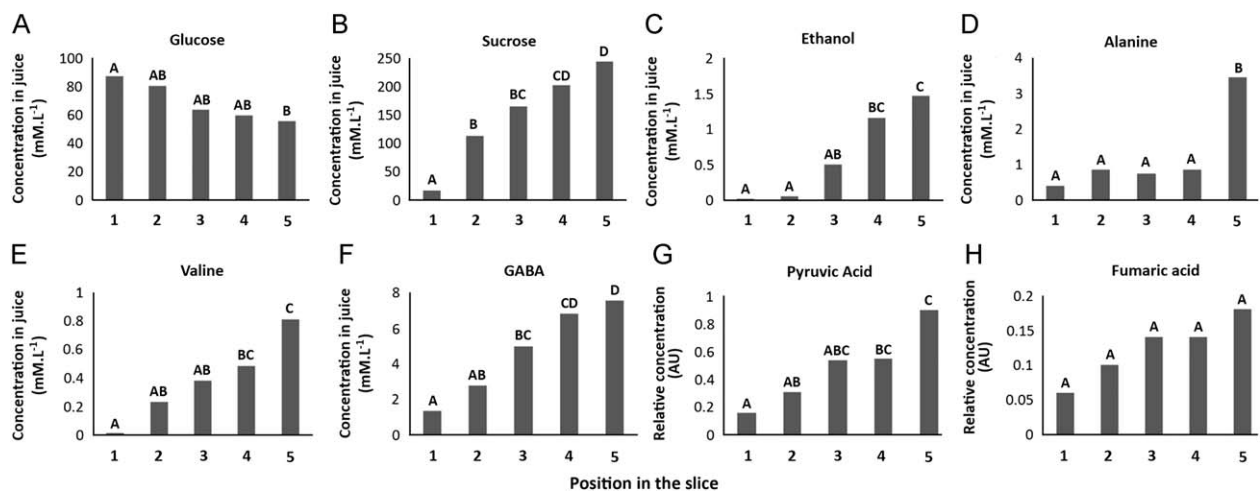 A
Glucose
Concentration in juice
(mM.L⁻¹)
100
80
60
40
20
0
A
AB
AB
AB
B
1 2 3 4 5
B
Sucrose
Concentration in juice
(mM.L⁻¹)
250
200
150
100
50
0
A
B
BC
CD
D
1 2 3 4 5
C
Ethanol
Concentration in juice
(mM.L⁻¹)
2
1.5
1
0.5
0
A
A
AB
BC
C
1 2 3 4 5
D
Alanine
Concentration in juice
(mM.L⁻¹)
4
3
2
1
0
A
A
A
A
B
1 2 3 4 5
E
Valine
Concentration in juice
(mM.L⁻¹)
1
0.8
0.6
0.4
0.2
0
A
AB
AB
BC
C
1 2 3 4 5
F
GABA
Concentration in juice
(mM.L⁻¹)
8
6
4
2
0
A
AB
BC
CD
D
1 2 3 4 5
G
Pyruvic Acid
Relative concentration
(AU)
1
0.8
0.6
0.4
0.2
0
A
AB
ABC
BC
C
1 2 3 4 5
H
Fumaric acid
Relative concentration
(AU)
0.2
0.15
0.1
0.05
0
A
A
A
A
A
1 2 3 4 5
Position in the slice